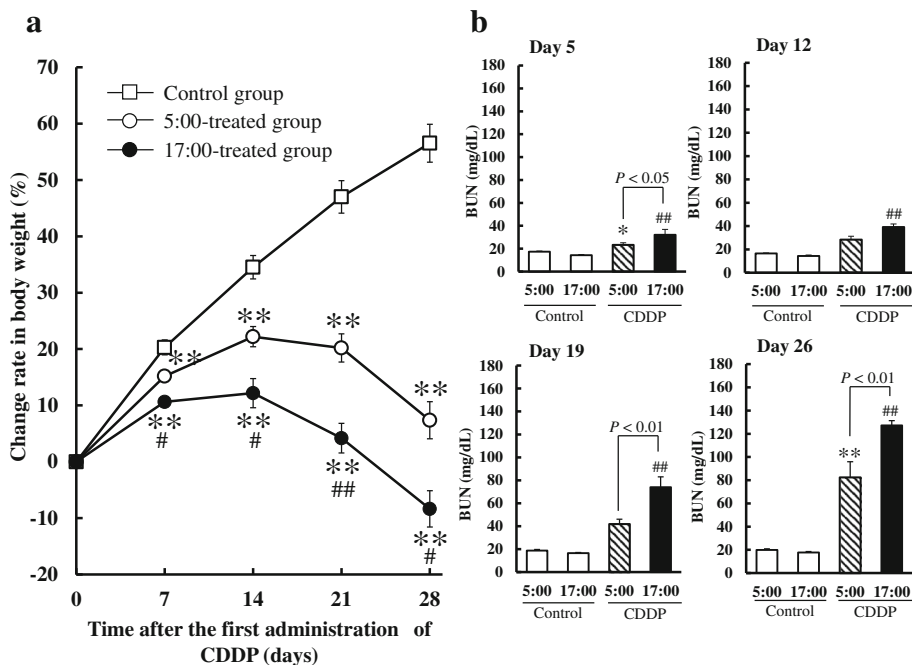 a
Change rate in body weight (%)
70
60
50
40
30
20
10
0
-10
-20
Control group
5:00-treated group
17:00-treated group
**
**
**
**
**
#
**
#
**
##
**
#
0 7 14 21 28
Time after the first administration of
CDDP (days)
b
Day 5
BUN (mg/dL)
180
160
140
120
100
80
60
40
20
0
P < 0.05
*
##
5:00 17:00 5:00 17:00
Control CDDP
Day 12
BUN (mg/dL)
180
160
140
120
100
80
60
40
20
0
##
5:00 17:00 5:00 17:00
Control CDDP
Day 19
BUN (mg/dL)
180
160
140
120
100
80
60
40
20
0
P < 0.01
##
5:00 17:00 5:00 17:00
Control CDDP
Day 26
BUN (mg/dL)
180
160
140
120
100
80
60
40
20
0
P < 0.01
**
##
5:00 17:00 5:00 17:00
Control CDDP